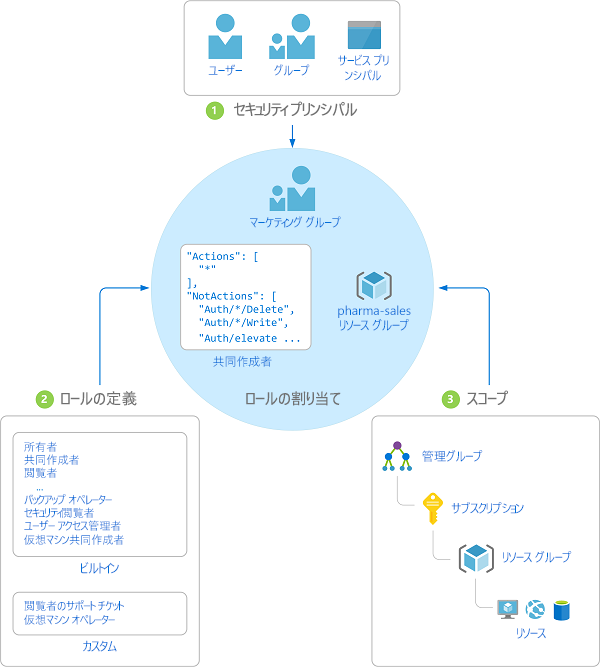 ユーザー
グループ
サービス プリ
ンシパル
1 セキュリティプリンシパル
マーケティング グループ
"Actions": [
"*"
],
"NotActions": [
"Auth/*/Delete",
"Auth/*/Write",
"Auth/elevate ...
共同作成者
pharma-sales
リソース グループ
ロールの割り当て
2 ロールの定義
所有者
共同作成者
閲覧者
...
バックアップ オペレーター
セキュリティ閲覧者
ユーザー アクセス管理者
仮想マシン共同作成者
ビルトイン
閲覧者のサポート チケット
仮想マシン オペレーター
カスタム
3 スコープ
管理グループ
サブスクリプション
リソース グループ
リソース